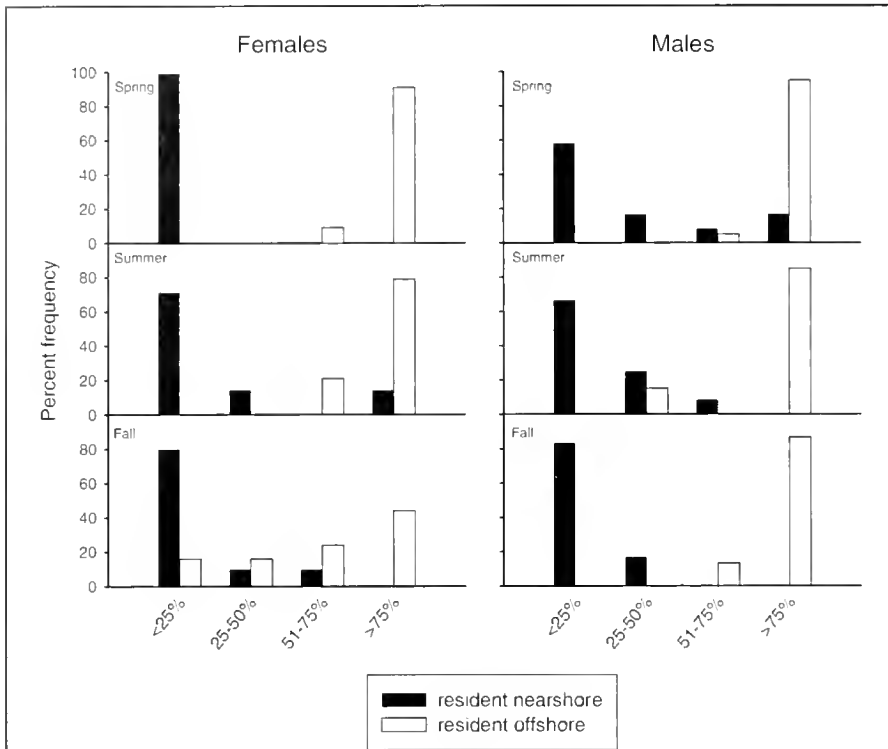 Females
Males
Percent frequency
100
80
60
40
20
0
Spring
Spring
80
60
40
20
0
Summer
Summer
80
60
40
20
0
Fall
Fall
<25%
25-50%
51-75%
>75%
<25%
25-50%
51-75%
>75%
resident nearshore
resident offshore